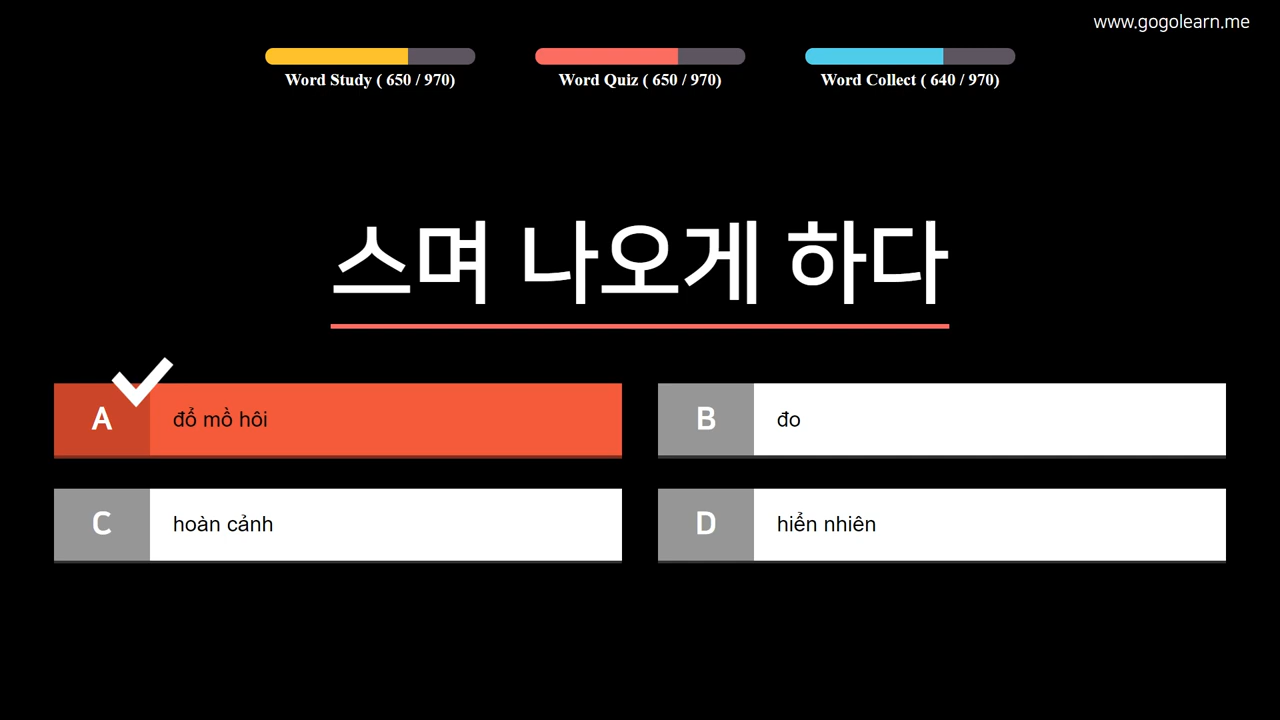 www.gogolearn.me
Word Study ( 650 / 970)
Word Quiz ( 650 / 970)
Word Collect ( 640 / 970)
스며 나오게 하다
A đổ mồ hôi
B đo
C hoàn cảnh
D hiển nhiên